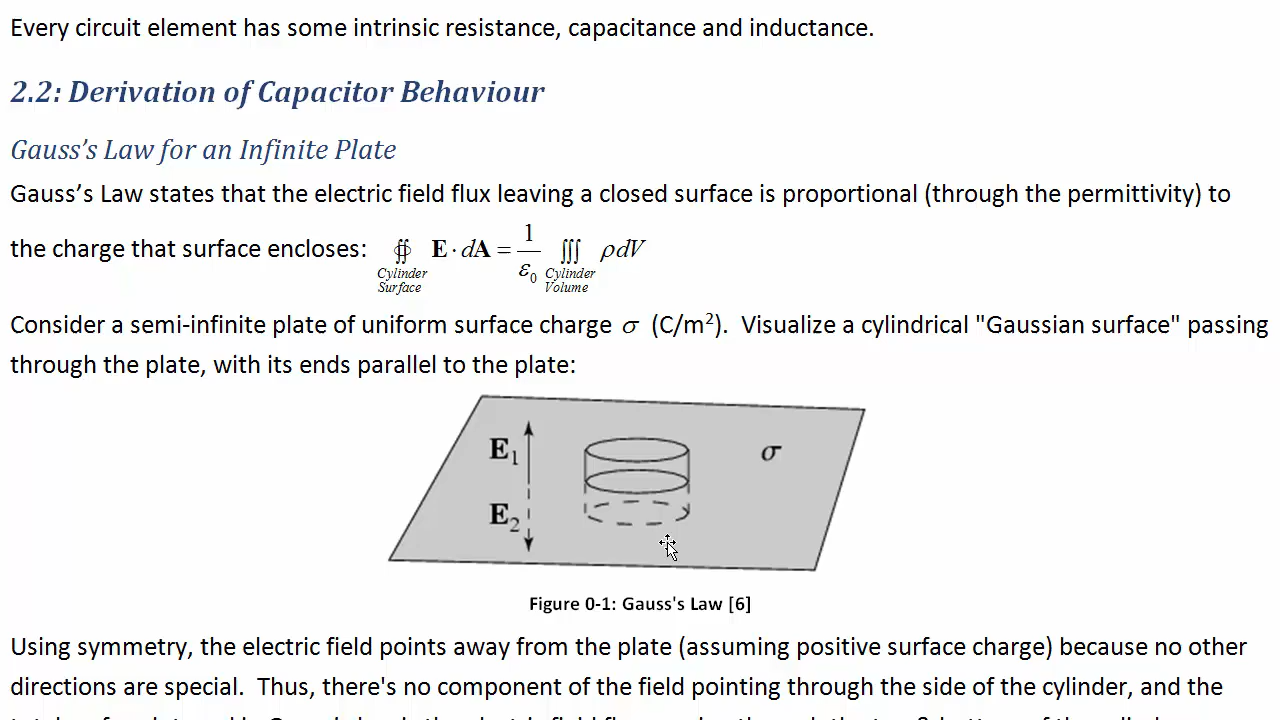 Every circuit element has some intrinsic resistance, capacitance and inductance.
2.2: Derivation of Capacitor Behaviour
Gauss’s Law for an Infinite Plate
Gauss’s Law states that the electric field flux leaving a closed surface is proportional (through the permittivity) to
the charge that surface encloses: ∯ E · dA = 1/ε₀ ∭ ρdV
Cylinder Surface Cylinder Volume
Consider a semi-infinite plate of uniform surface charge σ (C/m²). Visualize a cylindrical "Gaussian surface" passing
through the plate, with its ends parallel to the plate:
E₁ σ
E₂
Figure 0-1: Gauss's Law [6]
Using symmetry, the electric field points away from the plate (assuming positive surface charge) because no other
directions are special. Thus, there's no component of the field pointing through the side of the cylinder, and the